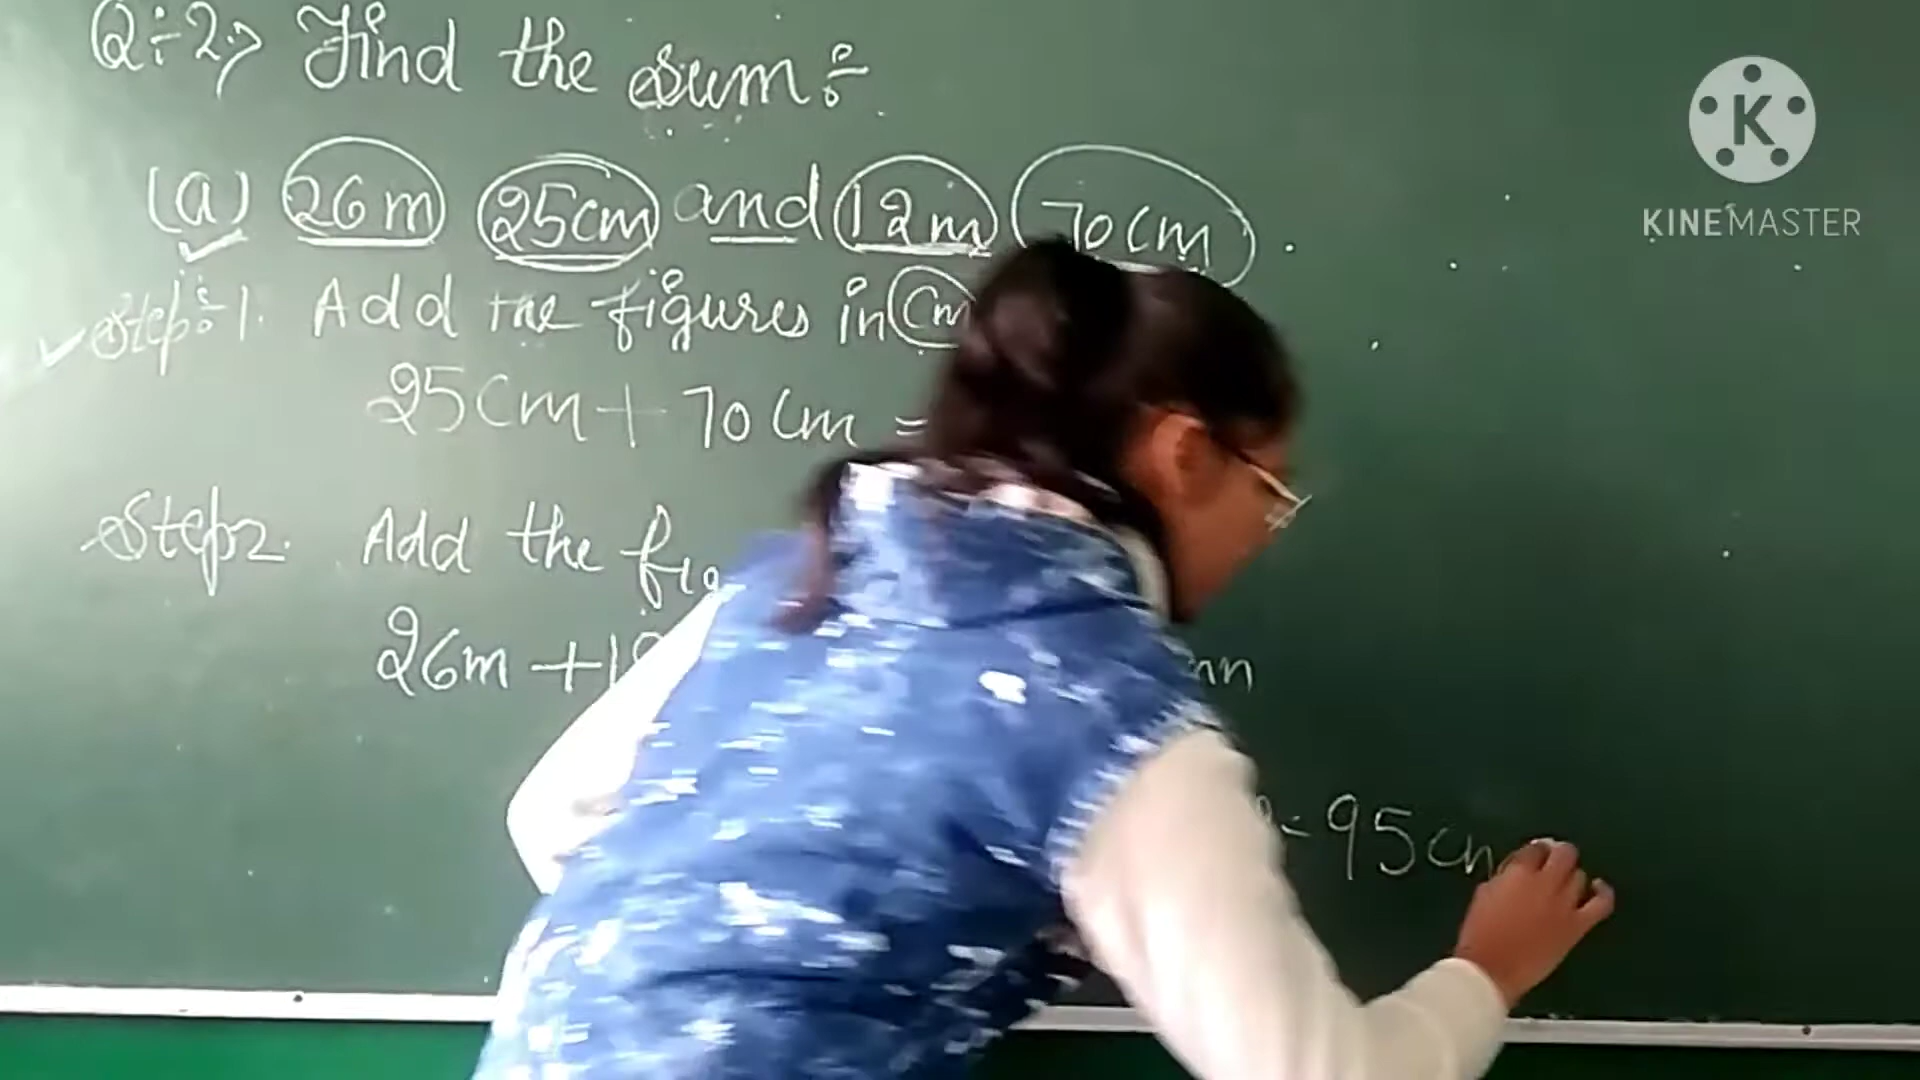 Q÷2⟩ Find the sum÷
(a) 26m 25cm and 12m 70cm.
Step÷1. Add the figures in cm
25cm + 70cm =
Step2. Add the fig
26m + 1
95cm
KINEMASTER